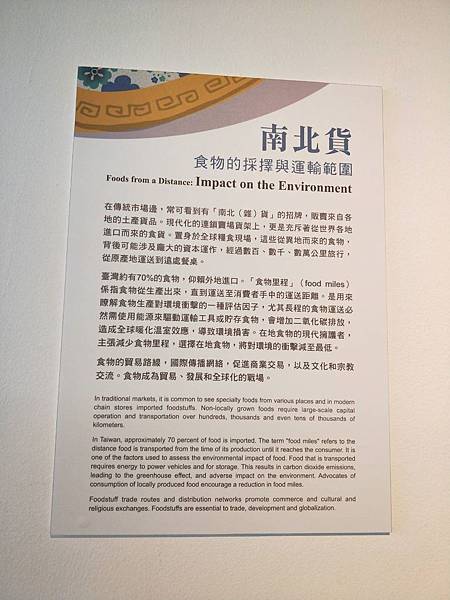 南北貨
食物的採擇與運輸範圍
Foods from a Distance: Impact on the Environment
在傳統市場邊，常可看到有「南北（雜）貨」的招牌，販賣來自各
地的土產貨品。現代化的連鎖賣場貨架上，更是充斥著從世界各地
進口而來的食貨。置身於全球糧食現場，這些從異地而來的食物，
背後可能涉及龐大的資本運作，經過數百、數千、數萬公里旅行，
從原產地運送到這處餐桌。
臺灣約有70%的食物，仰賴外地進口。「食物里程」（food miles）
係指食物從生產出來，直到運送至消費者手中的運送距離。是用來
瞭解食物生產對環境衝擊的一種評估因子，尤其長程的食物運送必
然需使用能源來驅動運輸工具或貯存食物，會增加二氧化碳排放，
造成全球暖化溫室效應，導致環境損害。在地食物的現代擁護者，
主張減少食物里程，選擇在地食物，將對環境的衝擊減至最低。
食物的貿易路線，國際傳播網絡，促進商業交易，以及文化和宗教
交流。食物成為貿易、發展和全球化的戰場。
In traditional markets, it is common to see specialty foods from various places and in modern
chain stores imported foodstuffs. Non-locally grown foods require large-scale capital
operation and transportation over hundreds, thousands and even tens of thousands of
kilometers.
In Taiwan, approximately 70 percent of food is imported. The term "food miles" refers to the
distance food is transported from the time of its production until it reaches the consumer. It is
one of the factors used to assess the environmental impact of food. Food that is transported
requires energy to power vehicles and for storage. This results in carbon dioxide emissions,
leading to the greenhouse effect, and adverse impact on the environment. Advocates of
consumption of locally produced food encourage a reduction in food miles.
Foodstuff trade routes and distribution networks promote commerce and cultural and
religious exchanges. Foodstuffs are essential to trade, development and globalization.